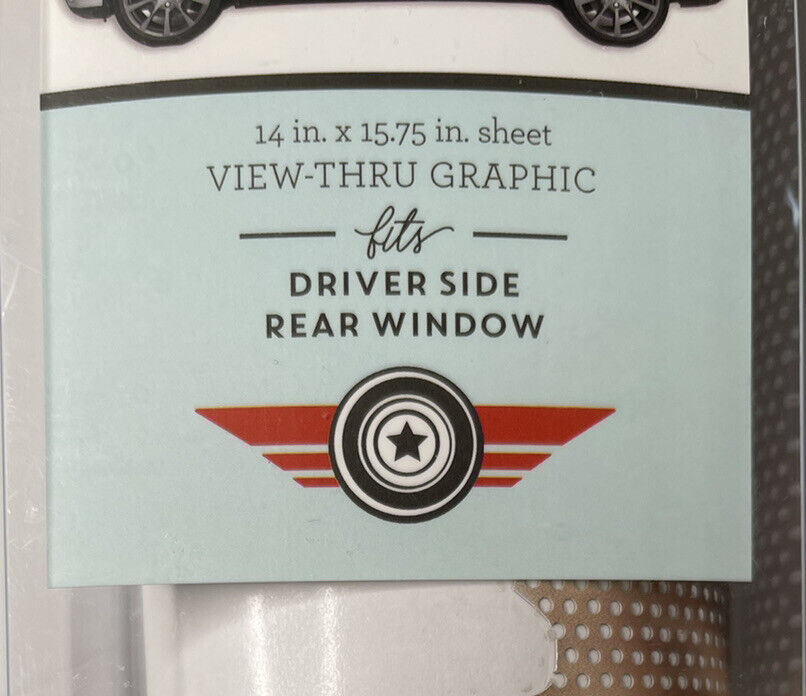 14 in. x 15.75 in. sheet
VIEW-THRU GRAPHIC
fits
DRIVER SIDE
REAR WINDOW